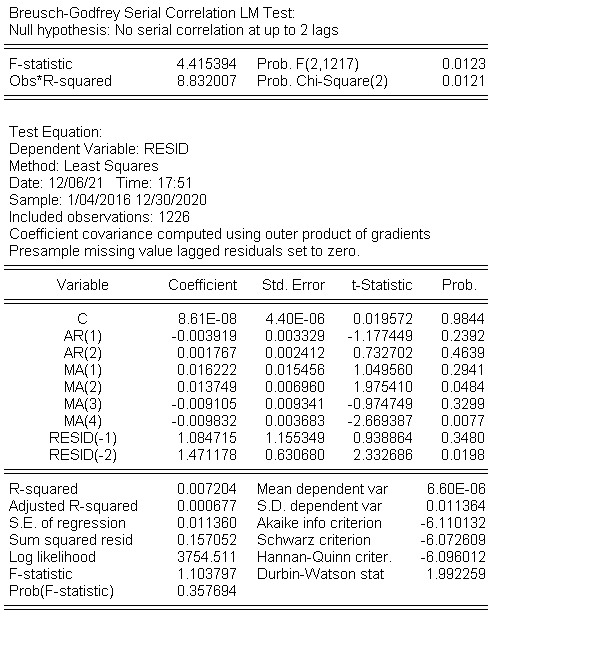 Breusch-Godfrey Serial Correlation LM Test:
Null hypothesis: No serial correlation at up to 2 lags
F-statistic 4.415394 Prob. F(2,1217) 0.0123
Obs*R-squared 8.832007 Prob. Chi-Square(2) 0.0121
Test Equation:
Dependent Variable: RESID
Method: Least Squares
Date: 12/06/21 Time: 17:51
Sample: 1/04/2016 12/30/2020
Included observations: 1226
Coefficient covariance computed using outer product of gradients
Presample missing value lagged residuals set to zero.
Variable Coefficient Std. Error t-Statistic Prob.
C 8.61E-08 4.40E-06 0.019572 0.9844
AR(1) -0.003919 0.003329 -1.177449 0.2392
AR(2) 0.001767 0.002412 0.732702 0.4639
MA(1) 0.016222 0.015456 1.049560 0.2941
MA(2) 0.013749 0.006960 1.975410 0.0484
MA(3) -0.009105 0.009341 -0.974749 0.3299
MA(4) -0.009832 0.003683 -2.669387 0.0077
RESID(-1) 1.084715 1.155349 0.938864 0.3480
RESID(-2) 1.471178 0.630680 2.332686 0.0198
R-squared 0.007204 Mean dependent var 6.60E-06
Adjusted R-squared 0.000677 S.D. dependent var 0.011364
S.E. of regression 0.011360 Akaike info criterion -6.110132
Sum squared resid 0.157052 Schwarz criterion -6.072609
Log likelihood 3754.511 Hannan-Quinn criter. -6.096012
F-statistic 1.103797 Durbin-Watson stat 1.992259
Prob(F-statistic) 0.357694